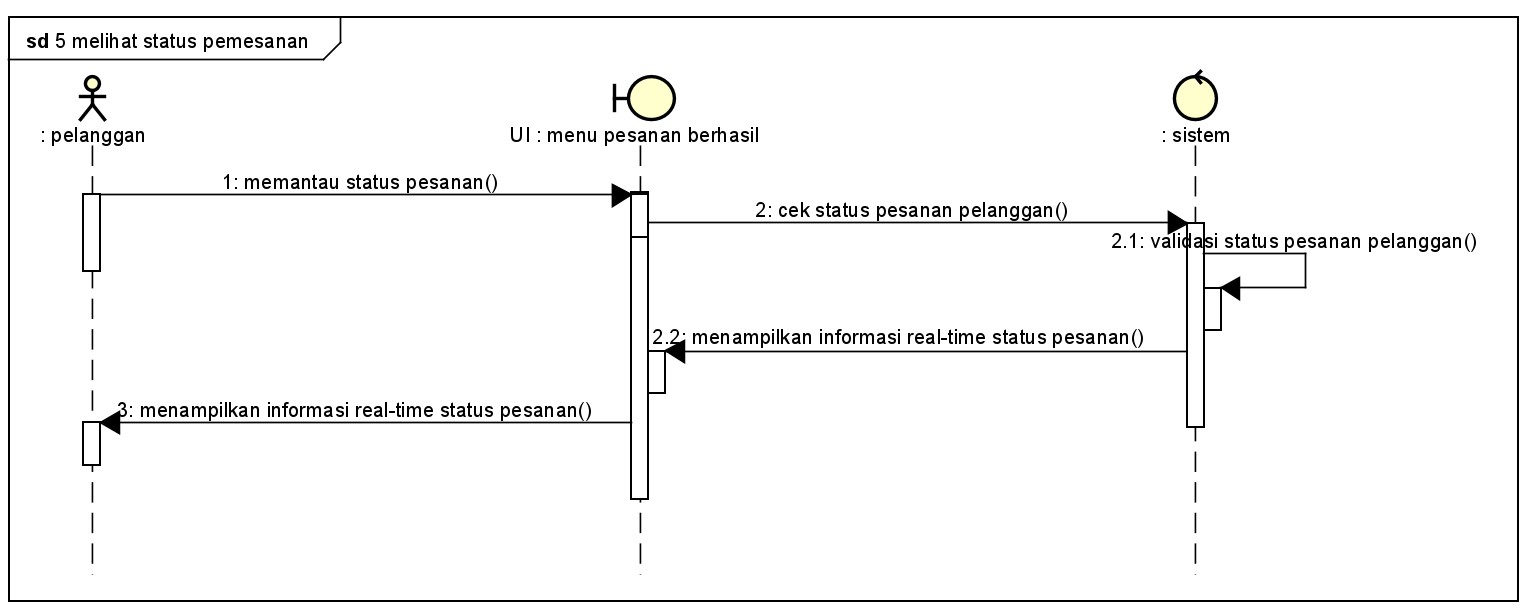 sd 5 melihat status pemesanan
: pelanggan
UI : menu pesanan berhasil
: sistem
1: memantau status pesanan()
2: cek status pesanan pelanggan()
2.1: validasi status pesanan pelanggan()
2.2: menampilkan informasi real-time status pesanan()
3: menampilkan informasi real-time status pesanan()